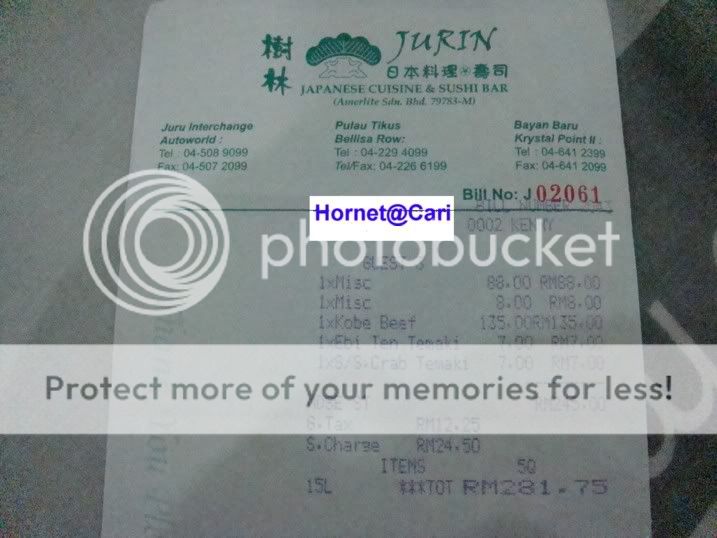 樹林
JURIN
日本料理 壽司
JAPANESE CUISINE & SUSHI BAR
(Amerlite Sdn. Bhd. 79783-M)
Juru Interchange
Autoworld :
Tel : 04-508 9099
Fax: 04-507 2099
Pulau Tikus
Bellisa Row:
Tel : 04-229 4099
Tel/Fax: 04-226 6199
Bayan Baru
Krystal Point II :
Tel : 04-641 2399
Fax: 04-641 2099
Bill No: J 02061
BILL NUMBER
Hornet@Cari
0002 KENNY
photobucket
GUEST
1xMisc 88.00 RM88.00
1xMisc 8.00 RM8.00
1xKobe Beef 135.00RM135.00
1xEbi Ten Temaki 7.00 RM7.00
1xS/S.Crab Temaki 7.00 RM7.00
Protect more of your memories for less!
RM245.00
G.Tax RM12.25
S.Charge RM24.50
ITEMS 5Q
15L ***TOT RM281.75